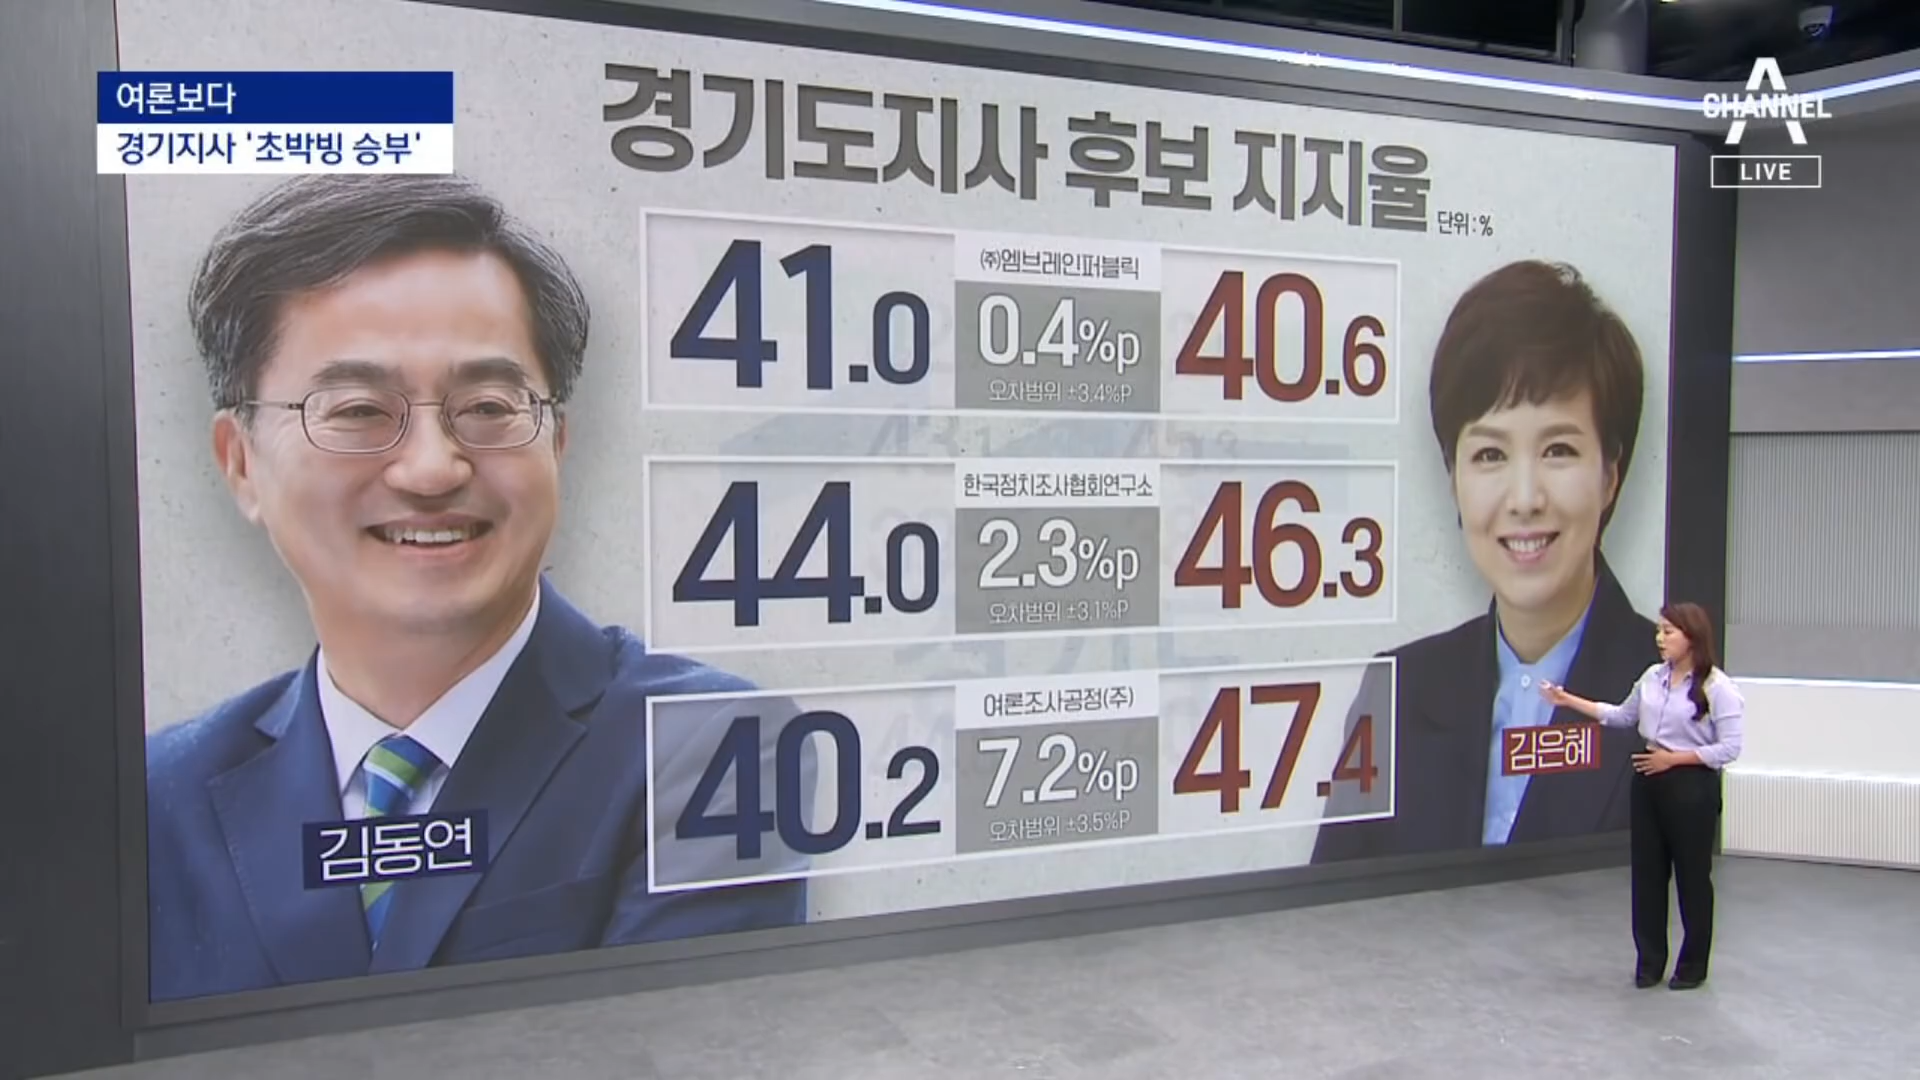 여론보다
경기지사 '초박빙 승부'
CHANNEL A
LIVE
경기도지사 후보 지지율
단위:%
㈜엠브레인퍼블릭
41.0
0.4%p
40.6
오차범위 ±3.4%P
한국정치조사협회연구소
44.0
2.3%p
46.3
오차범위 ±3.1%P
여론조사공정(주)
40.2
7.2%p
47.4
오차범위 ±3.5%P
김동연
김은혜